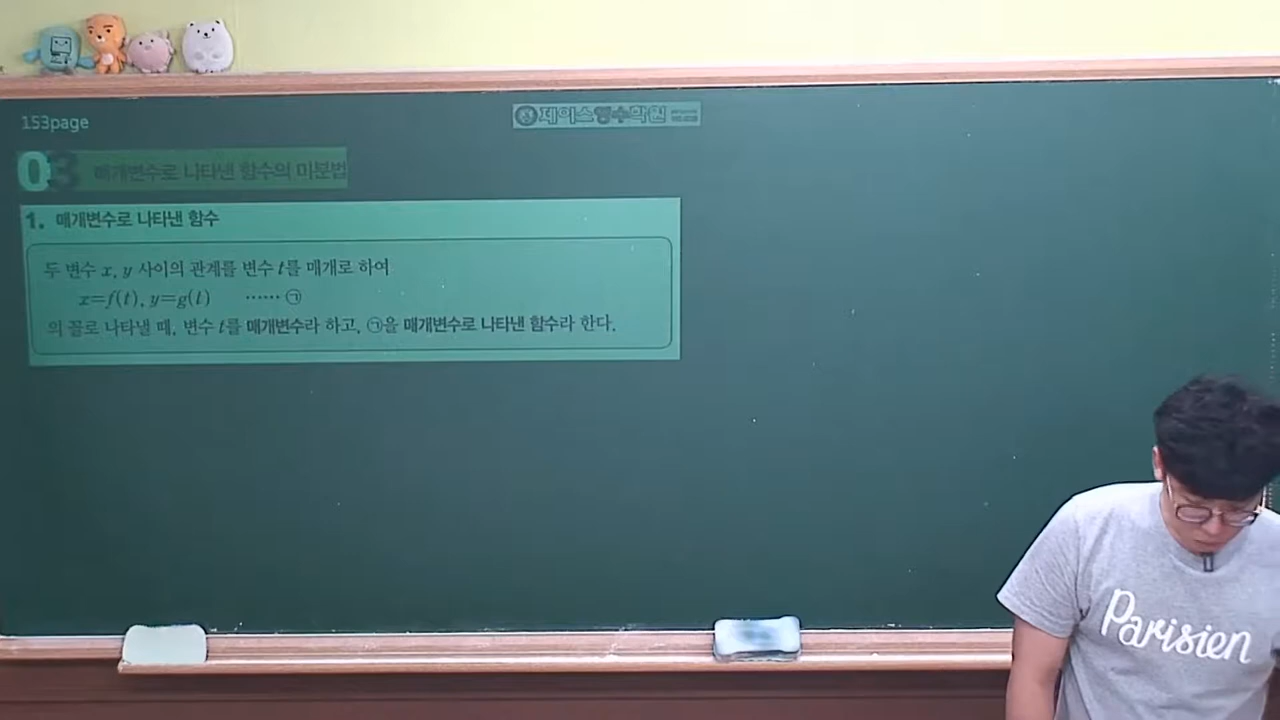 153page
제이스영수학원
03 매개변수로 나타낸 함수의 미분법
1. 매개변수로 나타낸 함수
두 변수 x, y 사이의 관계를 변수 t를 매개로 하여
x=f(t), y=g(t) …… ㉠
의 꼴로 나타낼 때, 변수 t를 매개변수라 하고, ㉠을 매개변수로 나타낸 함수라 한다.
Parisien